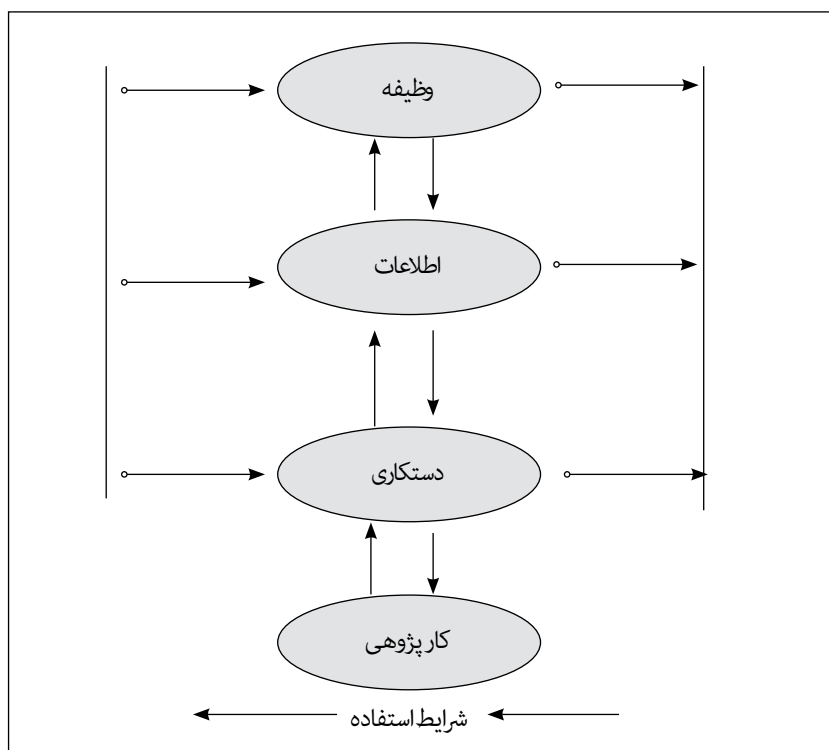 وظیفه
اطلاعات
دستکاری
کار پژوهی
شرایط استفاده